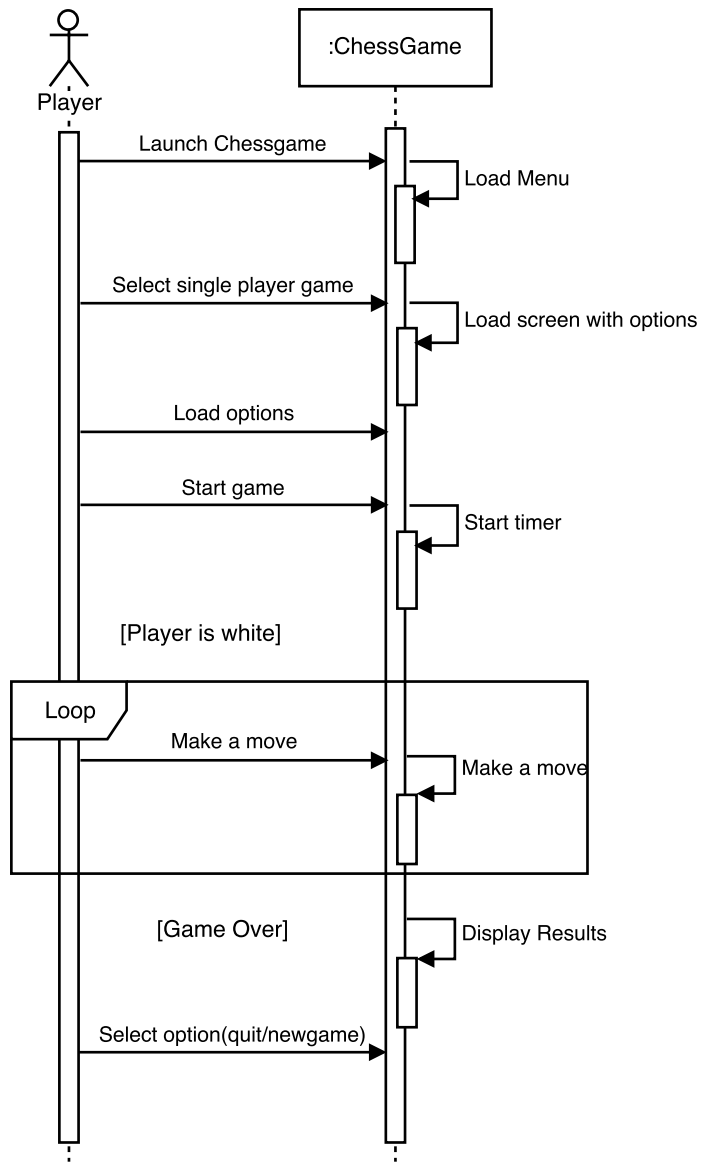 :ChessGame
Player
Launch Chessgame
Load Menu
Select single player game
Load screen with options
Load options
Start game
Start timer
[Player is white]
Loop
Make a move
Make a move
[Game Over]
Display Results
Select option(quit/newgame)